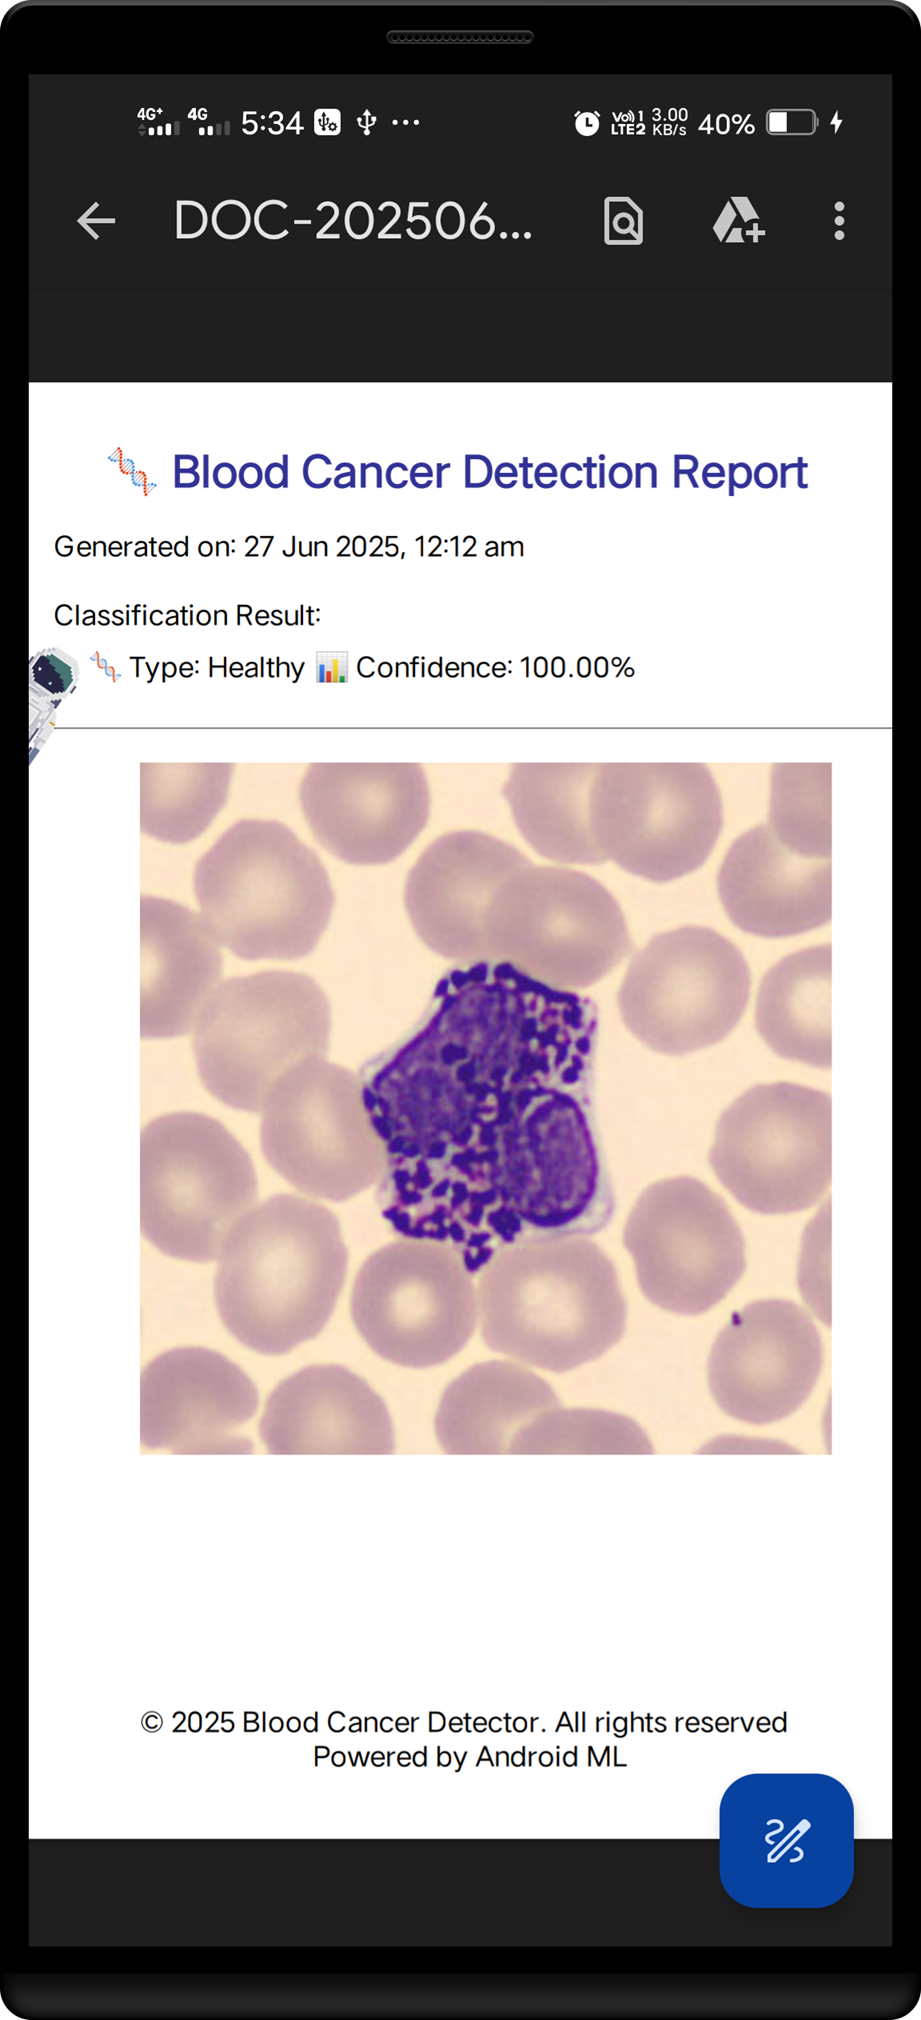 4G+ 4G 5:34 Vo)) 1 LTE2 3.00 KB/s 40%
DOC-202506...
Blood Cancer Detection Report
Generated on: 27 Jun 2025, 12:12 am
Classification Result:
Type: Healthy Confidence: 100.00%
© 2025 Blood Cancer Detector. All rights reserved
Powered by Android ML